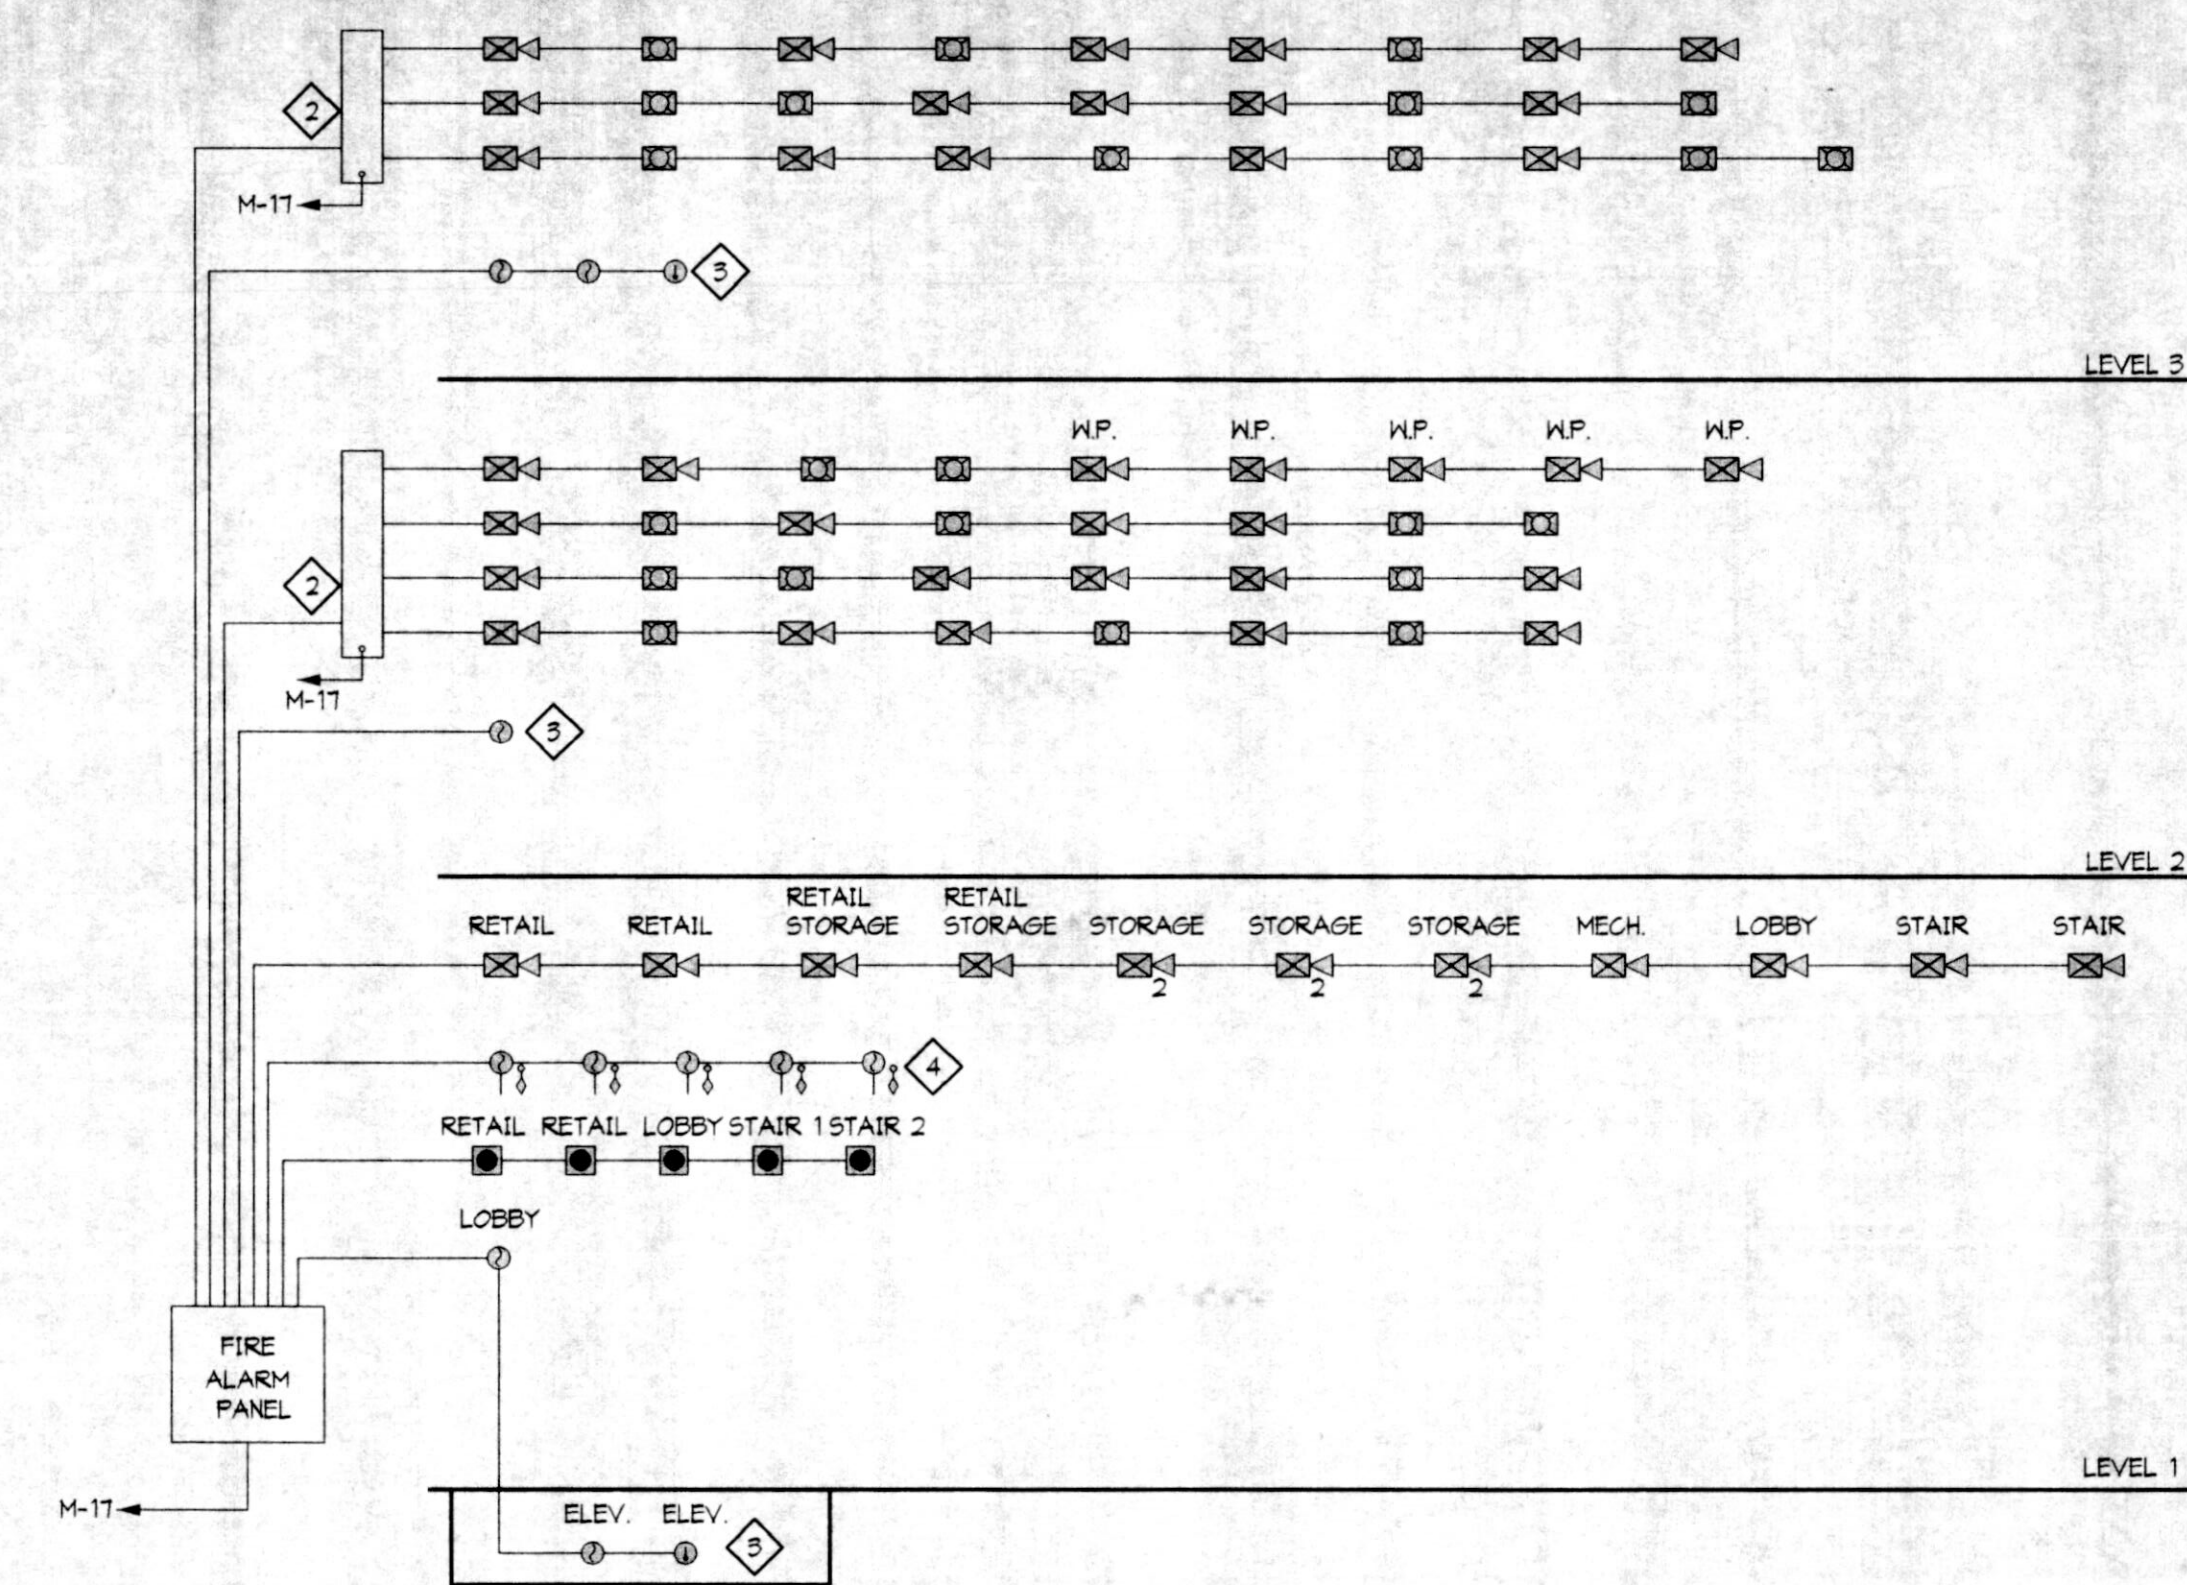 2
M-17
3
LEVEL 3
W.P. W.P. W.P. W.P. W.P.
2
M-17
3
LEVEL 2
RETAIL RETAIL RETAIL STORAGE RETAIL STORAGE STORAGE STORAGE STORAGE MECH. LOBBY STAIR STAIR
2 2 2
4
RETAIL RETAIL LOBBY STAIR 1 STAIR 2
LOBBY
FIRE
ALARM
PANEL
LEVEL 1
M-17
ELEV. ELEV.
3